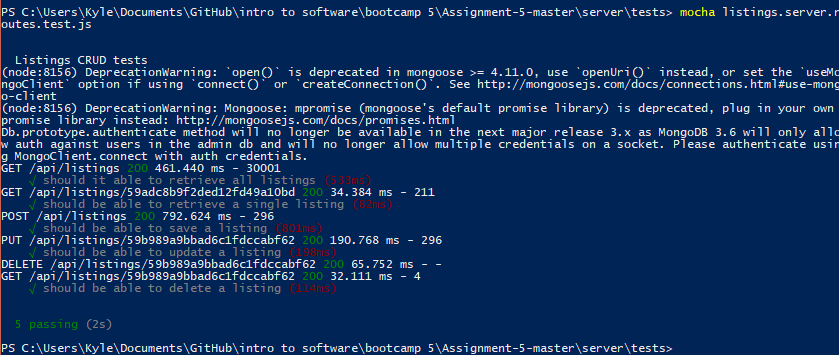 PS C:\Users\Kyle\Documents\GitHub\intro to software\bootcamp 5\Assignment-5-master\server\tests> mocha listings.server.r
outes.test.js
Listings CRUD tests
(node:8156) DeprecationWarning: `open()` is deprecated in mongoose >= 4.11.0, use `openUri()` instead, or set the `useMo
ngoClient` option if using `connect()` or `createConnection()`. See http://mongoosejs.com/docs/connections.html#use-mong
o-client
(node:8156) DeprecationWarning: Mongoose: mpromise (mongoose's default promise library) is deprecated, plug in your own
promise library instead: http://mongoosejs.com/docs/promises.html
Db.prototype.authenticate method will no longer be available in the next major release 3.x as MongoDB 3.6 will only allo
w auth against users in the admin db and will no longer allow multiple credentials on a socket. Please authenticate usin
g MongoClient.connect with auth credentials.
GET /api/listings 200 461.440 ms - 30001
√ should it able to retrieve all listings (533ms)
GET /api/listings/59adc8b9f2ded12fd49a10bd 200 34.384 ms - 211
√ should be able to retrieve a single listing (82ms)
POST /api/listings 200 792.624 ms - 296
√ should be able to save a listing (801ms)
PUT /api/listings/59b989a9bbad6c1fdccabf62 200 190.768 ms - 296
√ should be able to update a listing (198ms)
DELETE /api/listings/59b989a9bbad6c1fdccabf62 200 65.752 ms - -
GET /api/listings/59b989a9bbad6c1fdccabf62 200 32.111 ms - 4
√ should be able to delete a listing (114ms)
5 passing (2s)
PS C:\Users\Kyle\Documents\GitHub\intro to software\bootcamp 5\Assignment-5-master\server\tests>